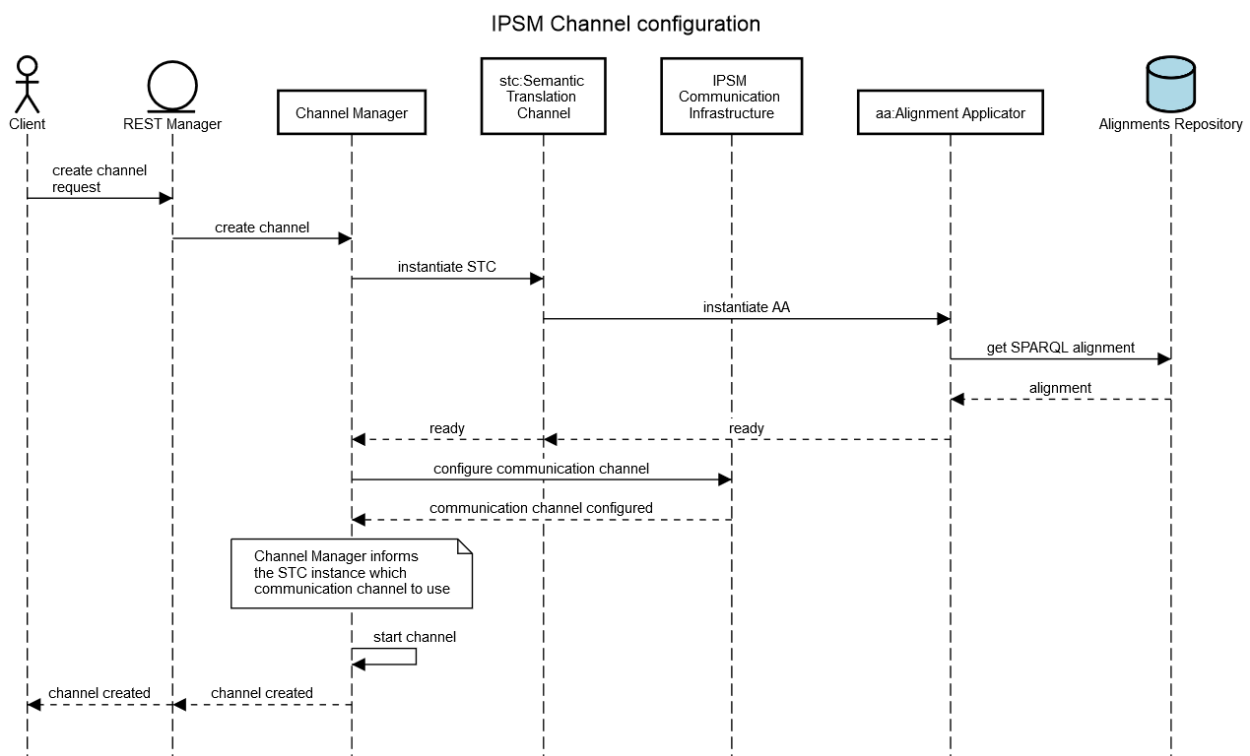 IPSM Channel configuration
Client
REST Manager
Channel Manager
stc:Semantic
Translation
Channel
IPSM
Communication
Infrastructure
aa:Alignment Applicator
Alignments Repository
create channel
request
create channel
instantiate STC
instantiate AA
get SPARQL alignment
alignment
ready
ready
configure communication channel
communication channel configured
Channel Manager informs
the STC instance which
communication channel to use
start channel
channel created
channel created